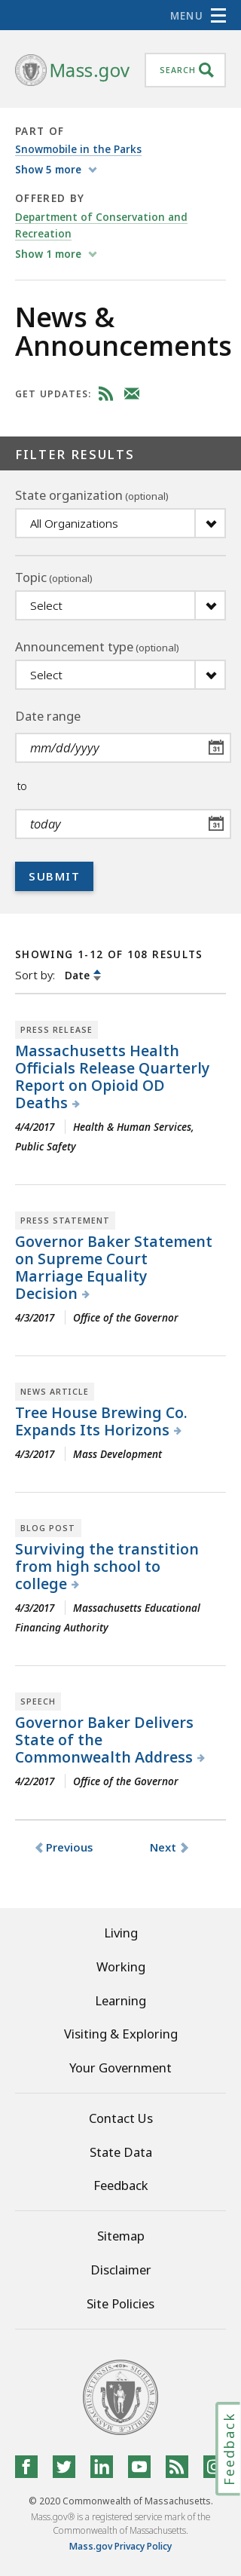 MENU
Mass.gov
SEARCH
PART OF
Snowmobile in the Parks
Show 5 more
OFFERED BY
Department of Conservation and
Recreation
Show 1 more
News &
Announcements
GET UPDATES:
FILTER RESULTS
State organization (optional)
All Organizations
Topic (optional)
Select
Announcement type (optional)
Select
Date range
mm/dd/yyyy
31
to
today
31
SUBMIT
SHOWING 1-12 OF 108 RESULTS
Sort by: Date
PRESS RELEASE
Massachusetts Health
Officials Release Quarterly
Report on Opioid OD
Deaths
4/4/2017 Health & Human Services,
Public Safety
PRESS STATEMENT
Governor Baker Statement
on Supreme Court
Marriage Equality
Decision
4/3/2017 Office of the Governor
NEWS ARTICLE
Tree House Brewing Co.
Expands Its Horizons
4/3/2017 Mass Development
BLOG POST
Surviving the transtition
from high school to
college
4/3/2017 Massachusetts Educational
Financing Authority
SPEECH
Governor Baker Delivers
State of the
Commonwealth Address
4/2/2017 Office of the Governor
Previous Next
Living
Working
Learning
Visiting & Exploring
Your Government
Contact Us
State Data
Feedback
Sitemap
Disclaimer
Site Policies
Feedback
© 2020 Commonwealth of Massachusetts.
Mass.gov® is a registered service mark of the
Commonwealth of Massachusetts.
Mass.gov Privacy Policy